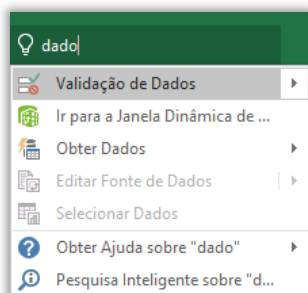 dado
Validação de Dados
Ir para a Janela Dinâmica de ...
Obter Dados
Editar Fonte de Dados
Selecionar Dados
Obter Ajuda sobre "dado"
Pesquisa Inteligente sobre "d...